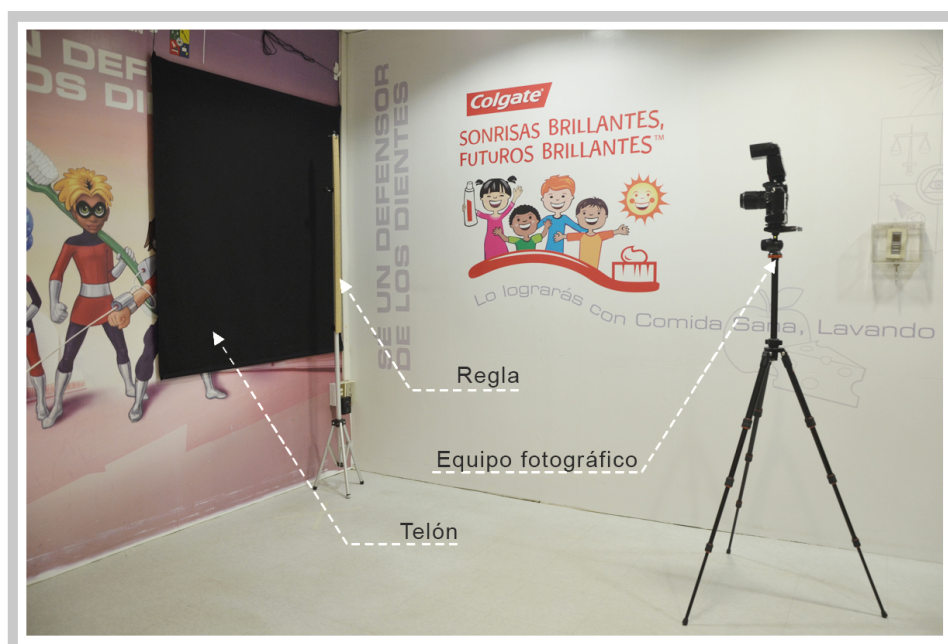 DEF
OS DI
SÉ UN DEFENSOR
DE LOS DIENTES
Colgate
SONRISAS BRILLANTES,
FUTUROS BRILLANTES™
Lo lograrás con Comida Sana, Lavando
Regla
Equipo fotográfico
Telón